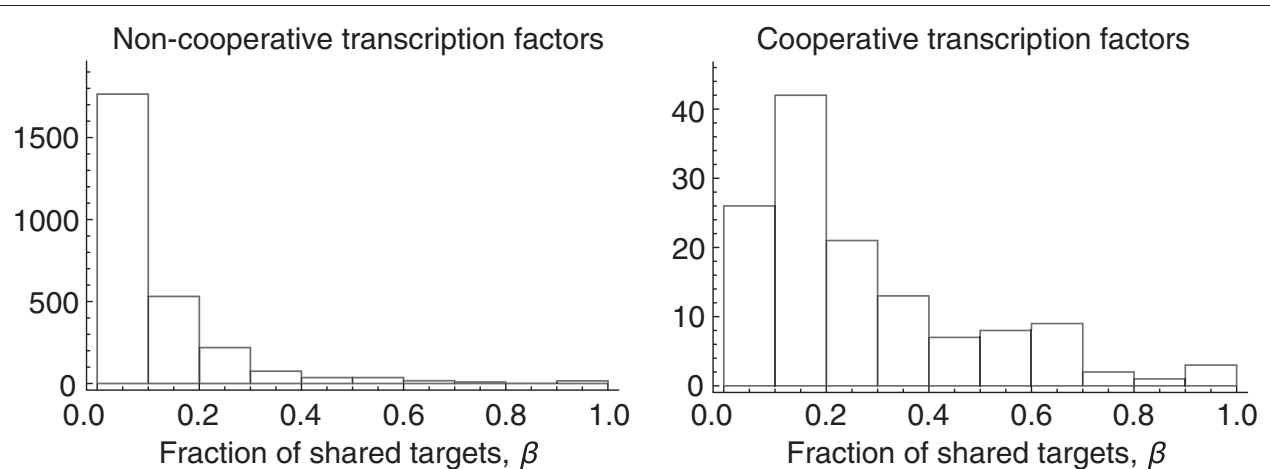 Non-cooperative transcription factors
1500
1000
500
0
0.0 0.2 0.4 0.6 0.8 1.0
Fraction of shared targets, β
Cooperative transcription factors
40
30
20
10
0
0.0 0.2 0.4 0.6 0.8 1.0
Fraction of shared targets, β